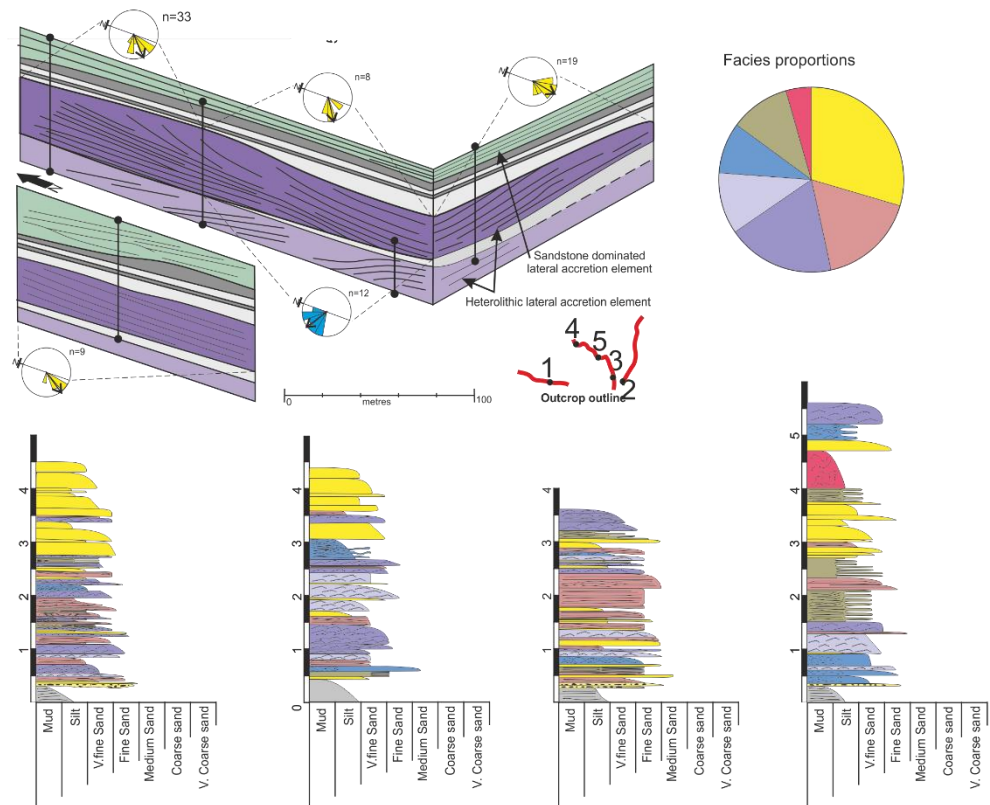 n=33
n=8
n=19
Facies proportions
N
N
N
N
Sandstone dominated
lateral accretion element
Heterolithic lateral accretion element
N
n=12
n=9
N
0
metres
100
4
5
3
1
2
Outcrop outline
4
3
2
1
Mud
Silt
V.fine Sand
Fine Sand
Medium Sand
Coarse sand
V. Coarse sand
4
3
2
1
0
Mud
Silt
V.fine Sand
Fine Sand
Medium Sand
Coarse sand
V. Coarse sand
4
3
2
1
Mud
Silt
V.fine Sand
Fine Sand
Medium Sand
Coarse sand
V. Coarse sand
5
4
3
2
1
Mud
Silt
V.fine Sand
Fine Sand
Medium Sand
Coarse sand
V. Coarse sand